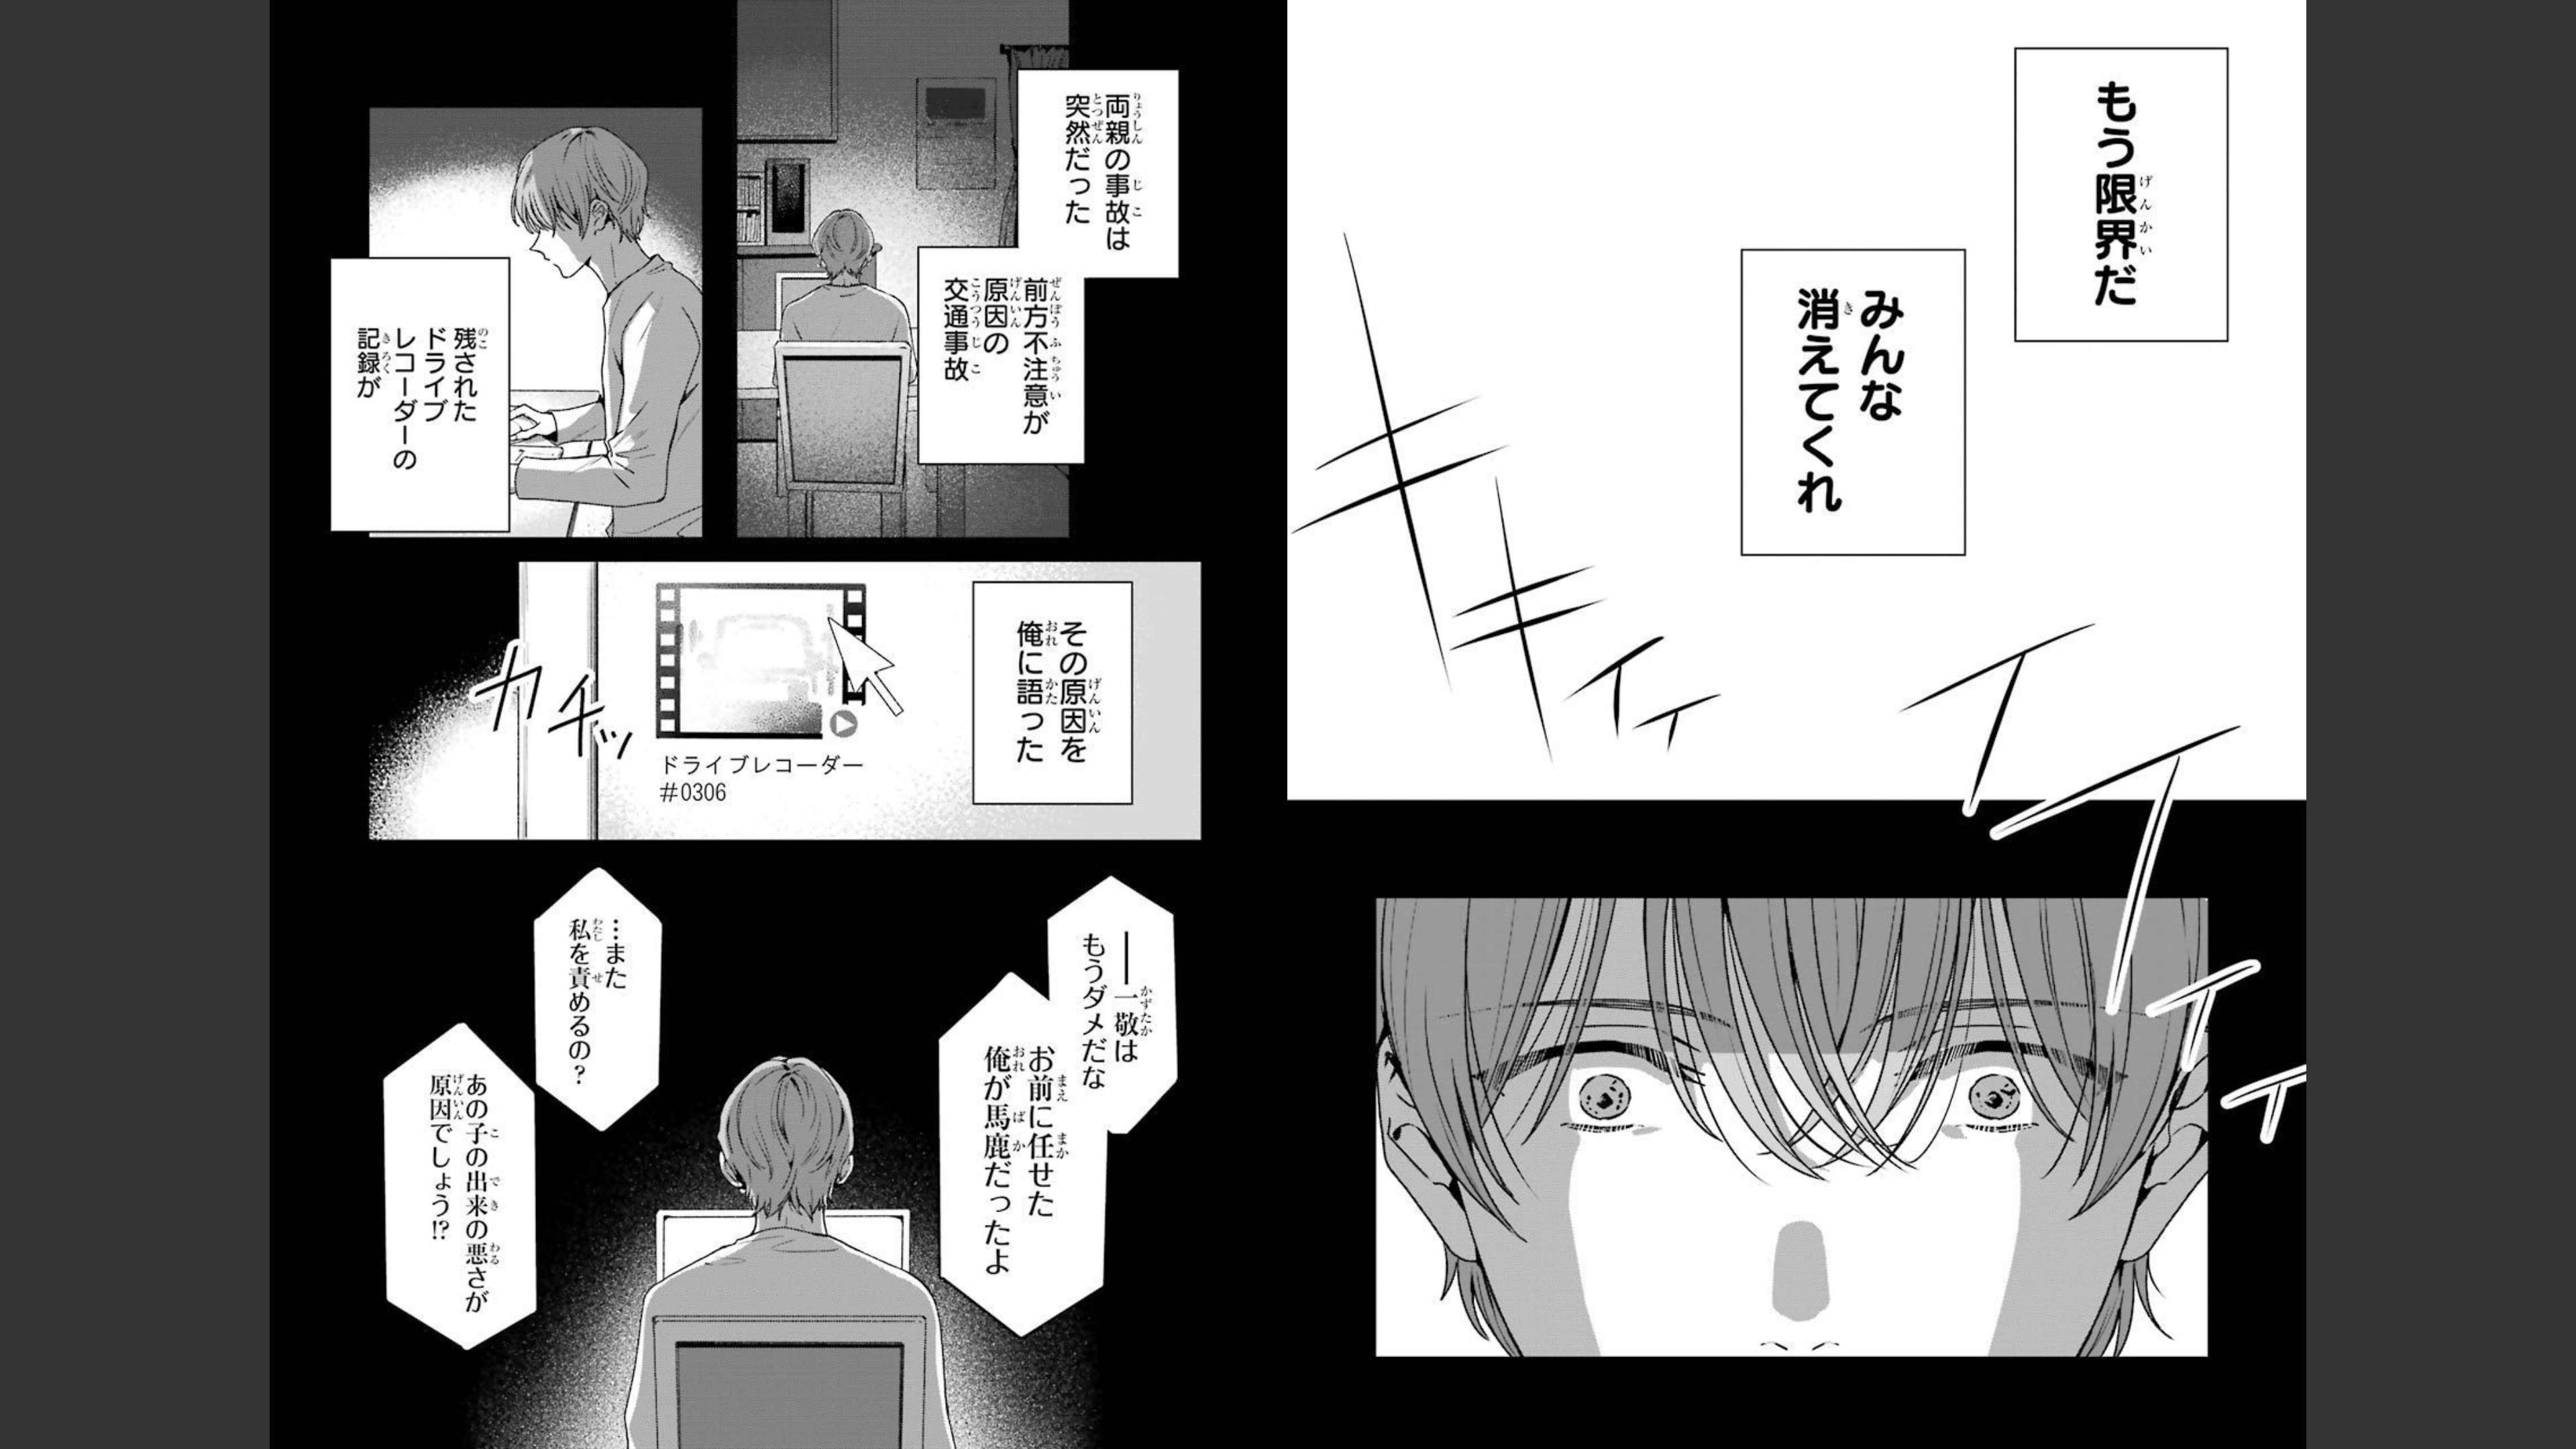 もう限界だ
みんな
消えてくれ
キキイィ
ププププ
両親の事故は
突然だった
前方不注意が
原因の
交通事故
残された
ドライブ
レコーダーの
記録が
その原因を
俺に語った
カチッ
ドライブレコーダー
#0306
――一敬は
もうダメだな
お前に任せた
俺が馬鹿だったよ
…また
私を責めるの?
あの子の出来の悪さが
原因でしょう!?